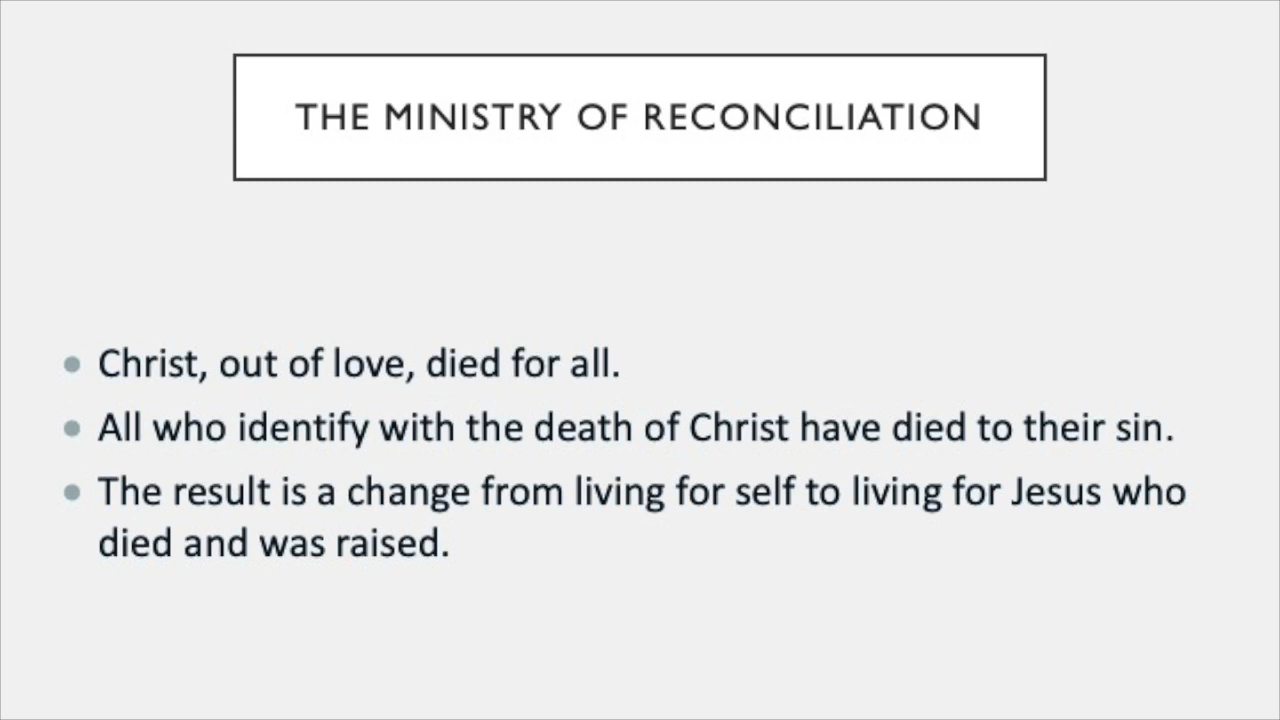 THE MINISTRY OF RECONCILIATION
• Christ, out of love, died for all.
• All who identify with the death of Christ have died to their sin.
• The result is a change from living for self to living for Jesus who
died and was raised.